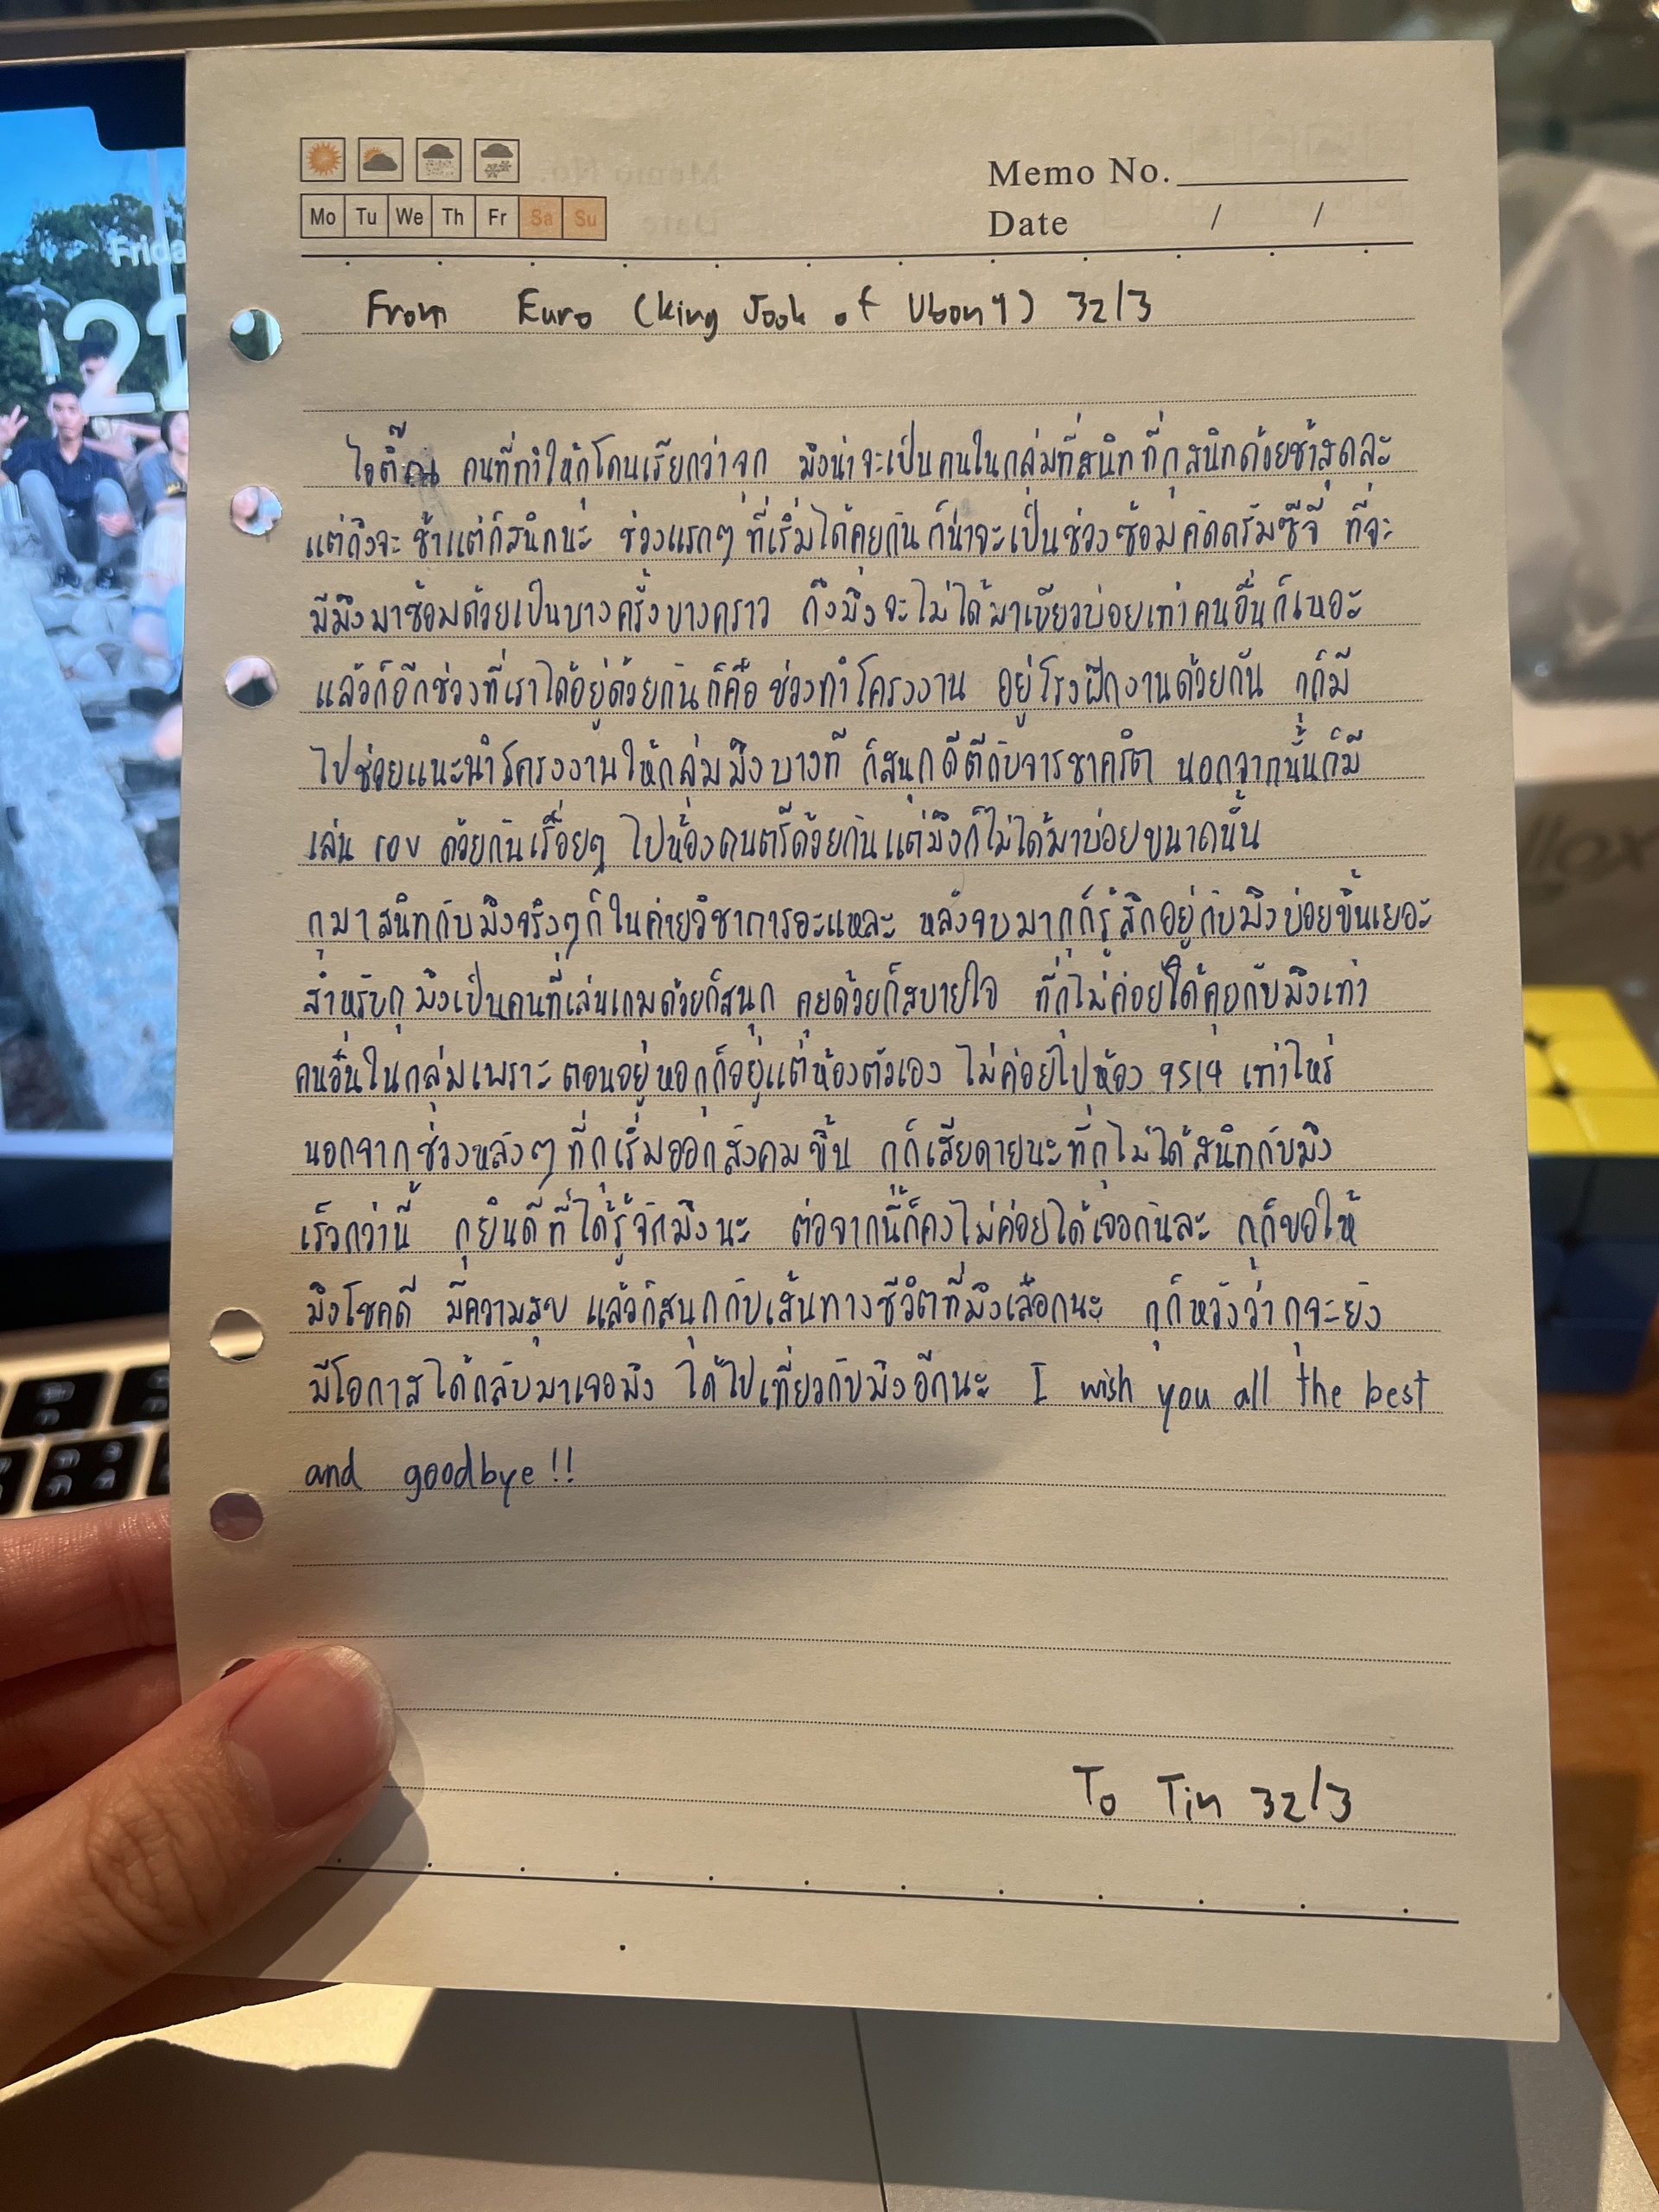 Memo No.
Mo Tu We Th Fr Sa Su
Date / /
Frida
From Euro (King Jook of Ubon 4) 32/3
คนที่ทำให้กูโดนเรียกว่าจุก มึงน่าจะเป็นคนในกลุ่มที่สนิทที่กูสนิทด้วยช้าสุดละ
แต่ถึงจะช้าแต่ก็สนิทนะ ช่วงแรกๆ ที่เริ่มได้คุยกัน ก็น่าจะเป็นช่วงซ้อมคัดดรัมซีจี ที่จะ
มีมึงมาซ้อมด้วยเป็นบางครั้งบางคราว ถึงมึงจะไม่ได้มาเขียวบ่อยเท่าคนอื่นก็เหอะ
แล้วก็อีกช่วงที่เราได้อยู่ด้วยกันก็คือ ช่วงทำโครงงาน อยู่โรงฝึกงานด้วยกัน กูก็มี
ไปช่วยแนะนำโครงงานให้กลุ่มมึงบางที ก็สนุกดีตีกับจารชาคริต นอกจากนั้นก็มี
เล่น rov ด้วยกันเรื่อยๆ ไปห้องดนตรีด้วยกันแต่มึงก็ไม่ได้มาบ่อยขนาดนั้น
กูมาสนิทกับมึงจริงๆก็ในค่ายวิชาการอะแหละ หลังจบมากูก็รู้สึกอยู่กับมึงบ่อยขึ้นเยอะ
สำหรับกู มึงเป็นคนที่เล่นเกมด้วยก็สนุก คุยด้วยก็สบายใจ ที่กูไม่ค่อยได้คุยกับมึงเท่า
คนอื่นในกลุ่มเพราะ ตอนอยู่หอกูก็อยู่แต่ห้องตัวเอง ไม่ค่อยไปห้อง 9514 เท่าไหร่
นอกจากช่วงหลังๆ ที่กูเริ่มออกสังคมขึ้น กูก็เสียดายนะที่กูไม่ได้สนิทกับมึง
เร็วกว่านี้ กูยินดีที่ได้รู้จักมึงนะ ต่อจากนี้ก็คงไม่ค่อยได้เจอกันละ กูก็ขอให้
มึงโชคดี มีความสุข แล้วก็สนุกกับเส้นทางชีวิตที่มึงเลือกนะ กูก็หวังว่ากูจะยัง
มีโอกาสได้กลับมาเจอมึง ได้ไปเที่ยวกับมึงอีกนะ I wish you all the best
and goodbye!!
To Tin 32/3